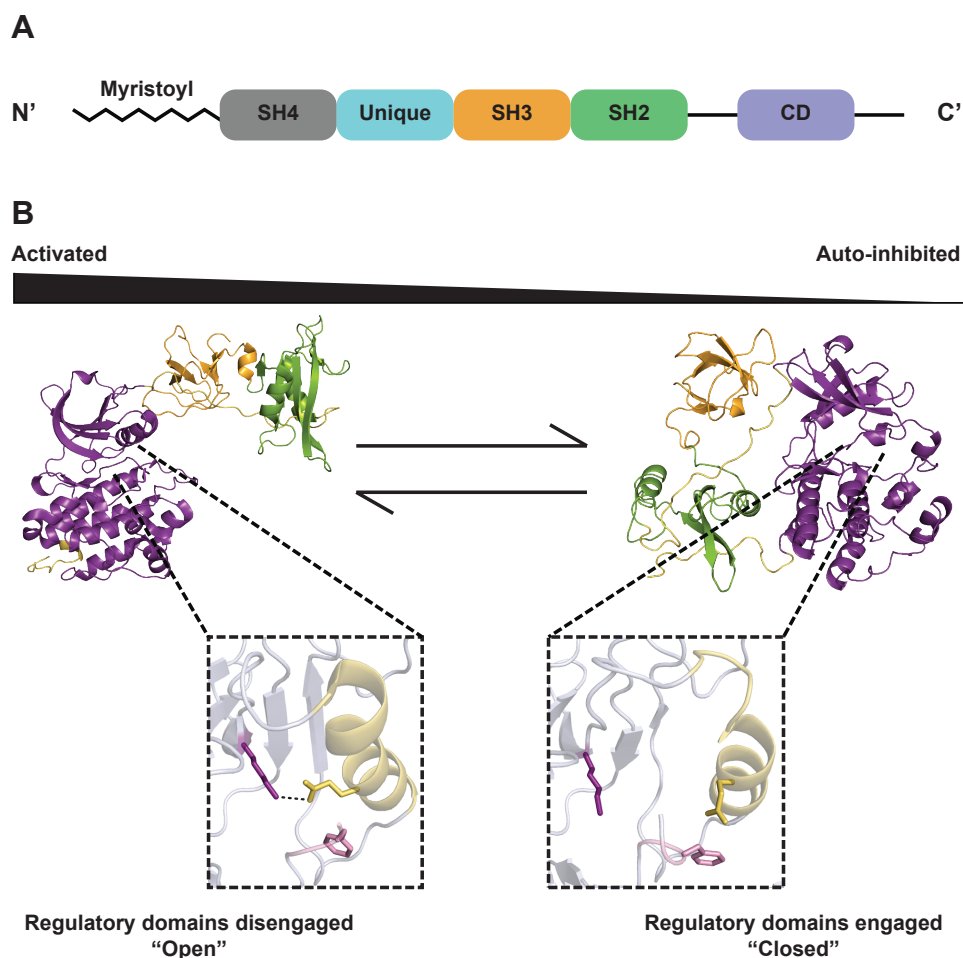 A
Myristoyl
N’ SH4 Unique SH3 SH2 CD C’
B
Activated Auto-inhibited
Regulatory domains disengaged Regulatory domains engaged
“Open” “Closed”